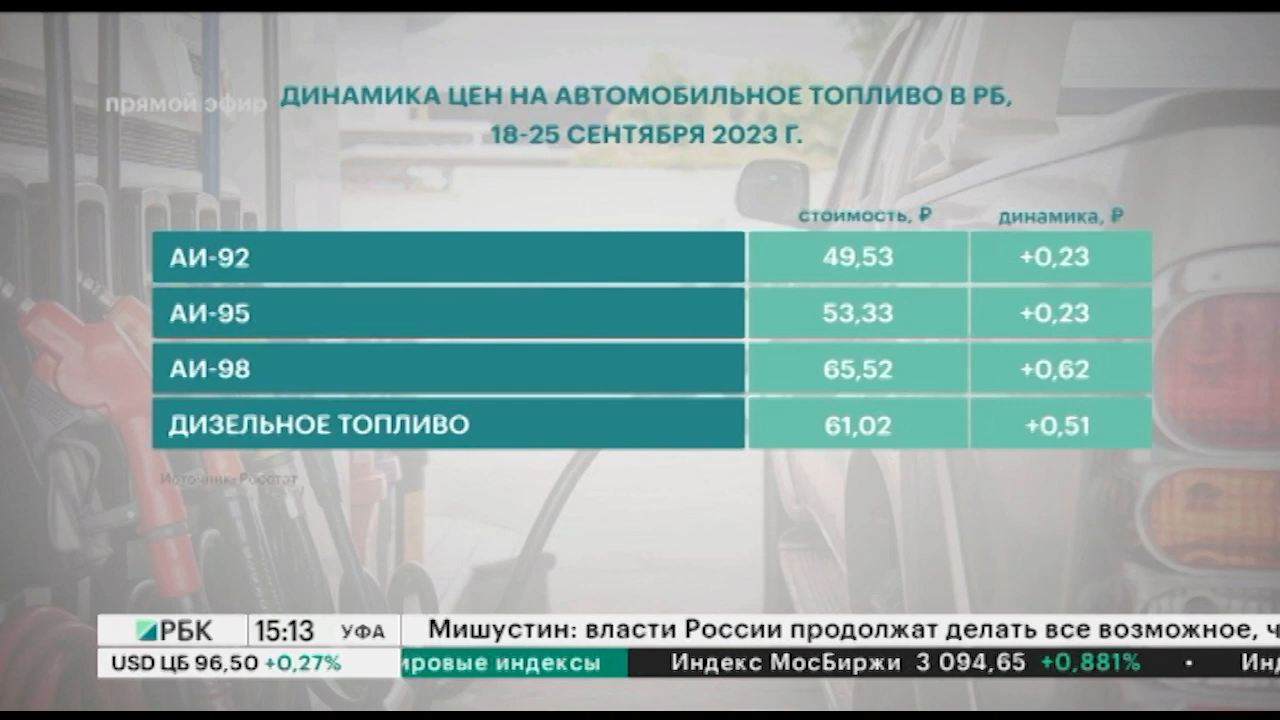 прямой эфир
ДИНАМИКА ЦЕН НА АВТОМОБИЛЬНОЕ ТОПЛИВО В РБ,
18-25 СЕНТЯБРЯ 2023 Г.
стоимость, ₽ динамика, ₽
АИ-92 49,53 +0,23
АИ-95 53,33 +0,23
АИ-98 65,52 +0,62
ДИЗЕЛЬНОЕ ТОПЛИВО 61,02 +0,51
Источник: Росстат
РБК 15:13 УФА Мишустин: власти России продолжат делать все возможное, ч
USD ЦБ 96,50 +0,27% ировые индексы Индекс МосБиржи 3 094,65 +0,881% • Инд